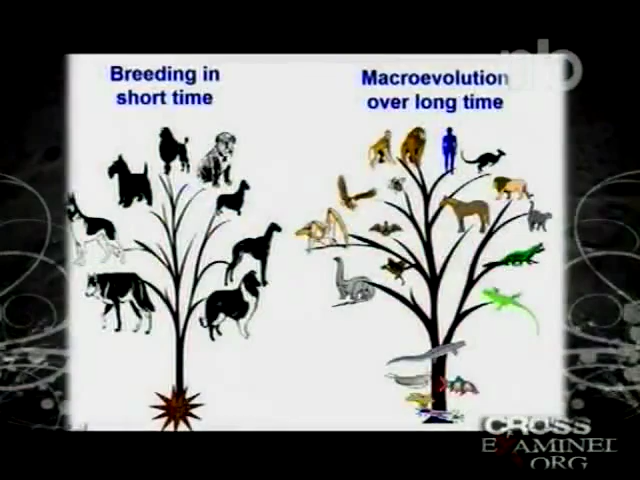 Breeding in
short time
Macroevolution
over long time
CROSS
EXAMINED
.ORG